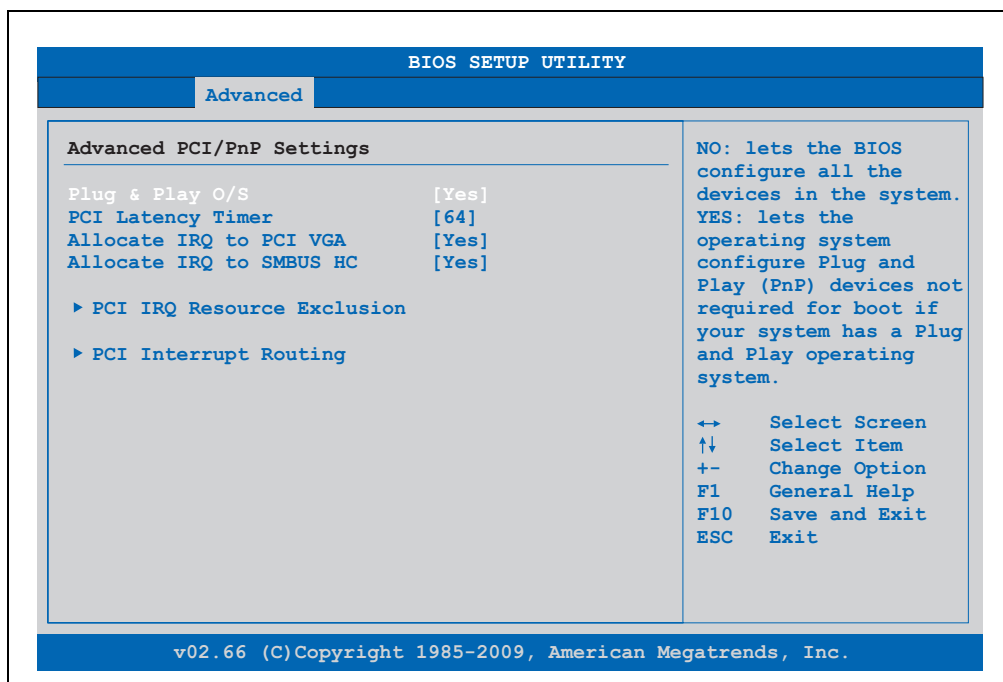 BIOS SETUP UTILITY
Advanced
Advanced PCI/PnP Settings
Plug & Play O/S [Yes]
PCI Latency Timer [64]
Allocate IRQ to PCI VGA [Yes]
Allocate IRQ to SMBUS HC [Yes]
PCI IRQ Resource Exclusion
PCI Interrupt Routing
NO: lets the BIOS
configure all the
devices in the system.
YES: lets the
operating system
configure Plug and
Play (PnP) devices not
required for boot if
your system has a Plug
and Play operating
system.
↔ Select Screen
↑↓ Select Item
+- Change Option
F1 General Help
F10 Save and Exit
ESC Exit
v02.66 (C)Copyright 1985-2009, American Megatrends, Inc.